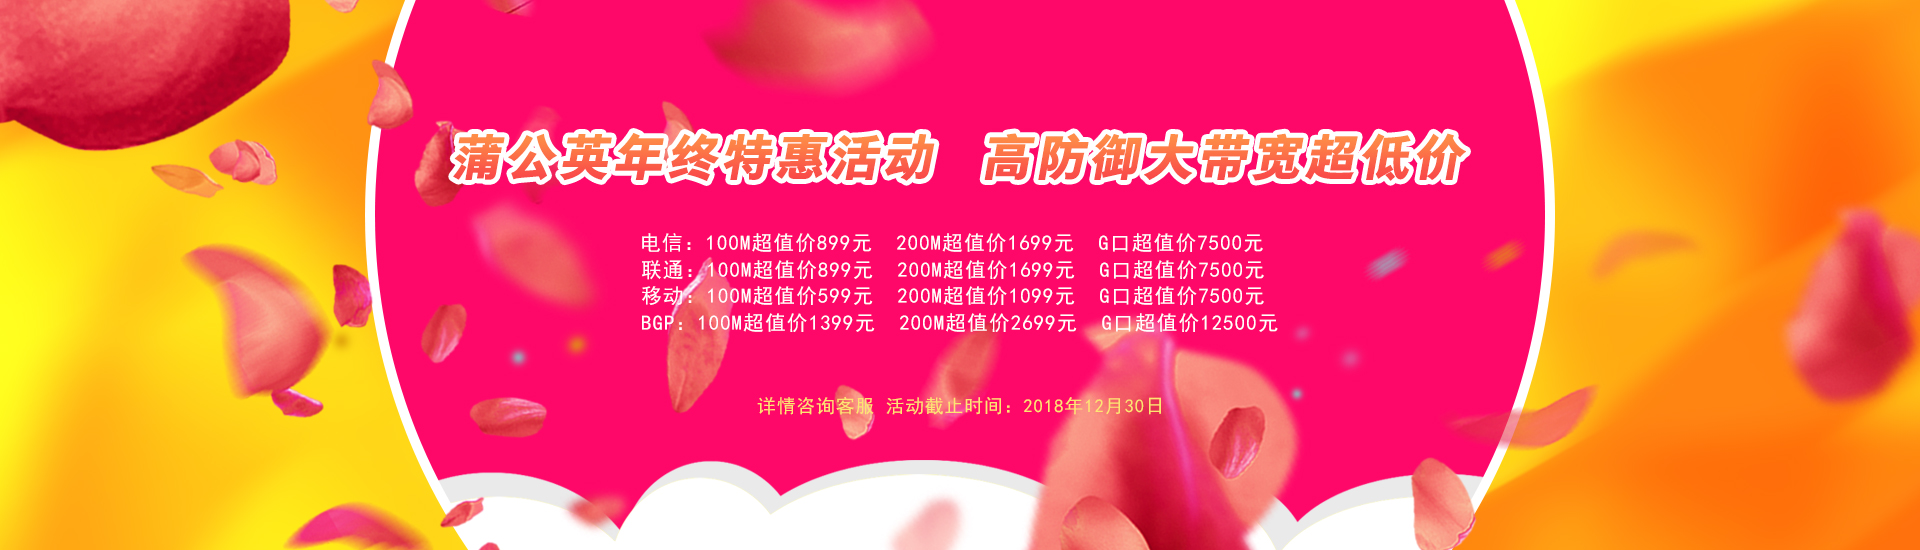 蒲公英年终特惠活动 高防御大带宽超低价
电信：100M超值价899元 200M超值价1699元 G口超值价7500元
联通：100M超值价899元 200M超值价1699元 G口超值价7500元
移动：100M超值价599元 200M超值价1099元 G口超值价7500元
BGP：100M超值价1399元 200M超值价2699元 G口超值价12500元
详情咨询客服 活动截止时间：2018年12月30日